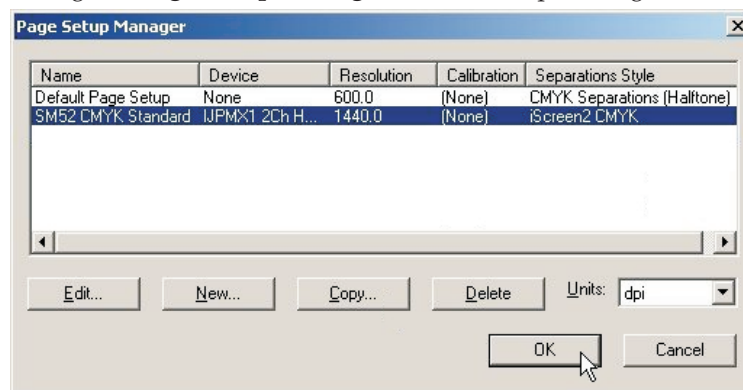 Page Setup Manager
Name Device Resolution Calibration Separations Style
Default Page Setup None 600.0 (None) CMYK Separations (Halftone)
SM52 CMYK Standard IJPMX1 2Ch H... 1440.0 (None) iScreen2 CMYK
Edit... New... Copy... Delete Units: dpi
OK Cancel